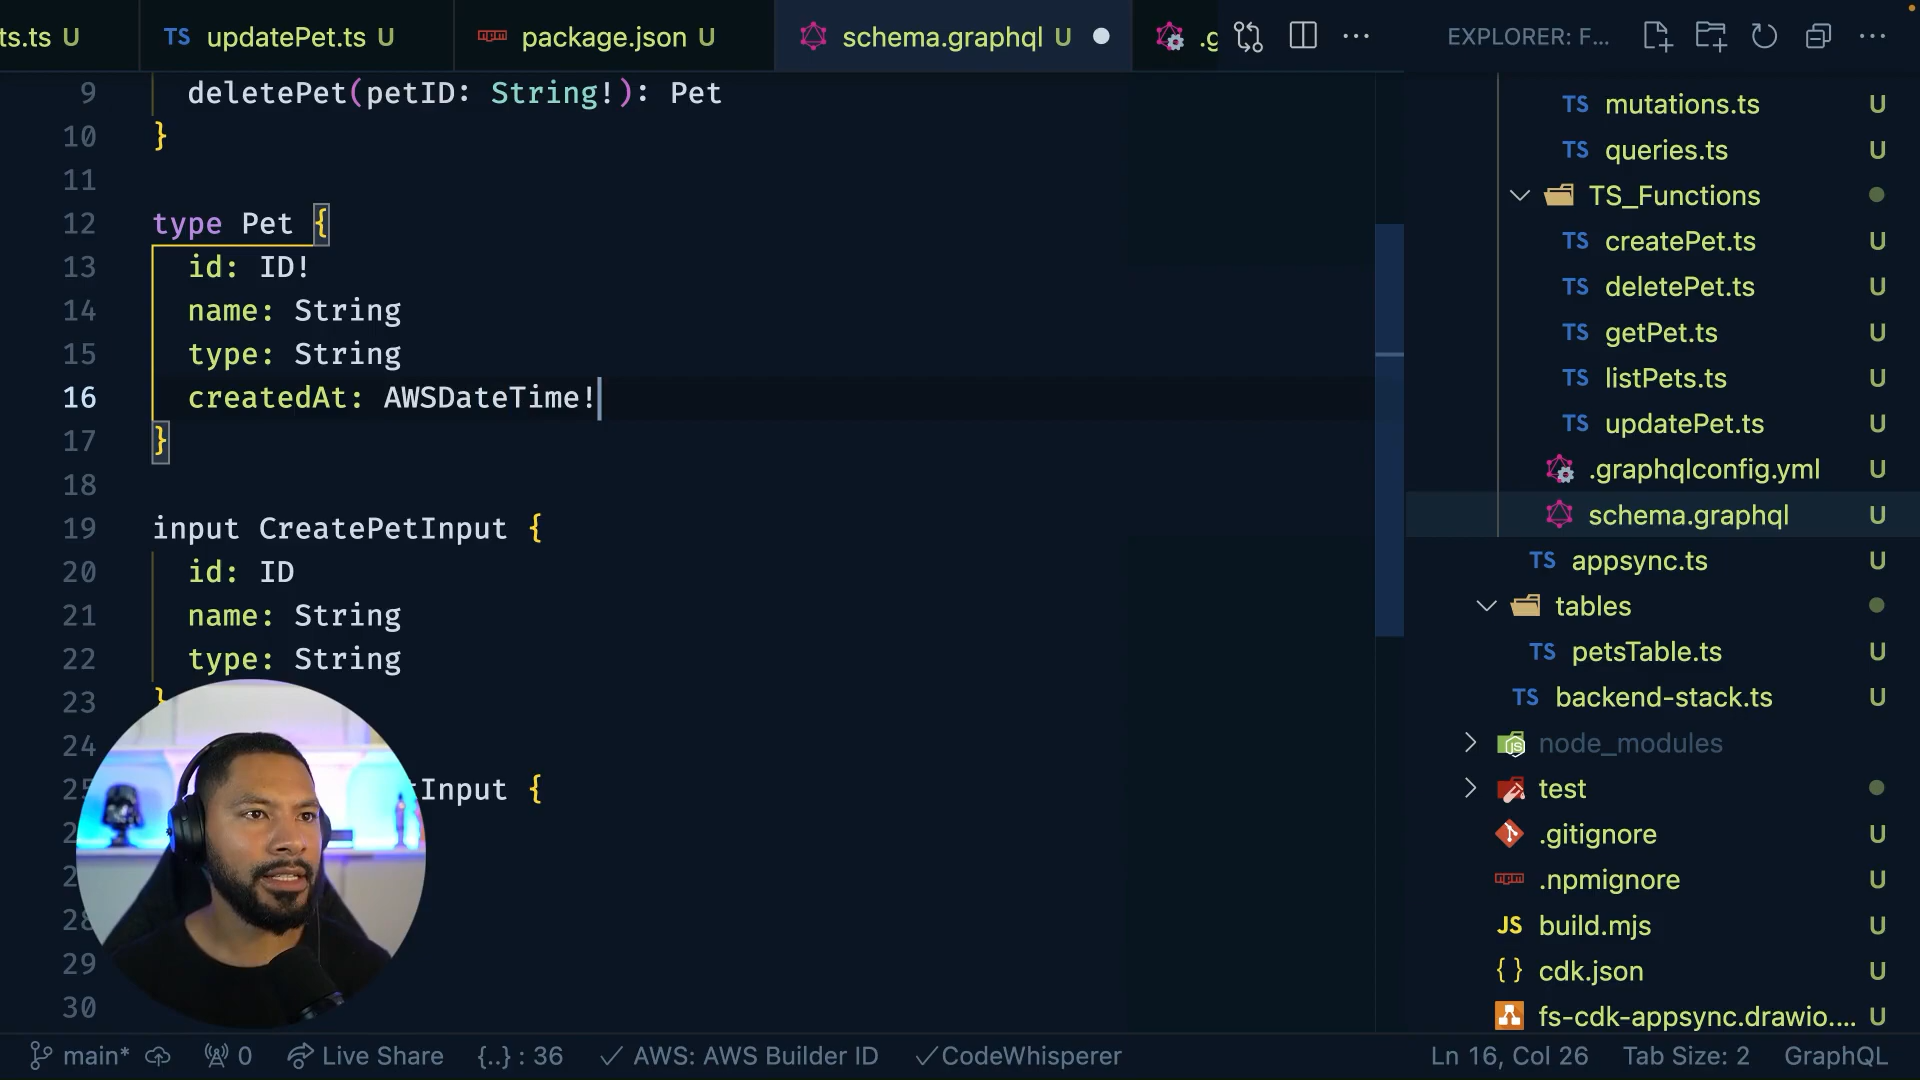 ts.ts U
TS updatePet.ts U
package.json U
schema.graphql U
.g
EXPLORER: F...
9 deletePet(petID: String!): Pet
10 }
11
12 type Pet {
13 id: ID!
14 name: String
15 type: String
16 createdAt: AWSDateTime!
17 }
18
19 input CreatePetInput {
20 id: ID
21 name: String
22 type: String
23 }
24
tInput {
28
29
30
TS mutations.ts U
TS queries.ts U
TS_Functions
TS createPet.ts U
TS deletePet.ts U
TS getPet.ts U
TS listPets.ts U
TS updatePet.ts U
.graphqlconfig.yml U
schema.graphql U
TS appsync.ts U
tables
TS petsTable.ts U
TS backend-stack.ts U
node_modules
test
.gitignore U
.npmignore U
JS build.mjs U
{} cdk.json U
fs-cdk-appsync.drawio.... U
main* 0 Live Share {..} : 36 AWS: AWS Builder ID CodeWhisperer Ln 16, Col 26 Tab Size: 2 GraphQL